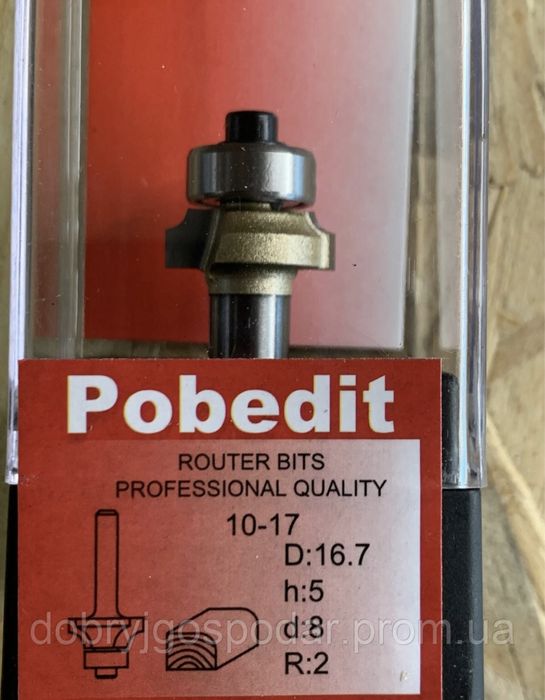 Pobedit
ROUTER BITS
PROFESSIONAL QUALITY
10-17
D:16.7
h:5
d:8
R:2
dobryjgospodar.prom.ua